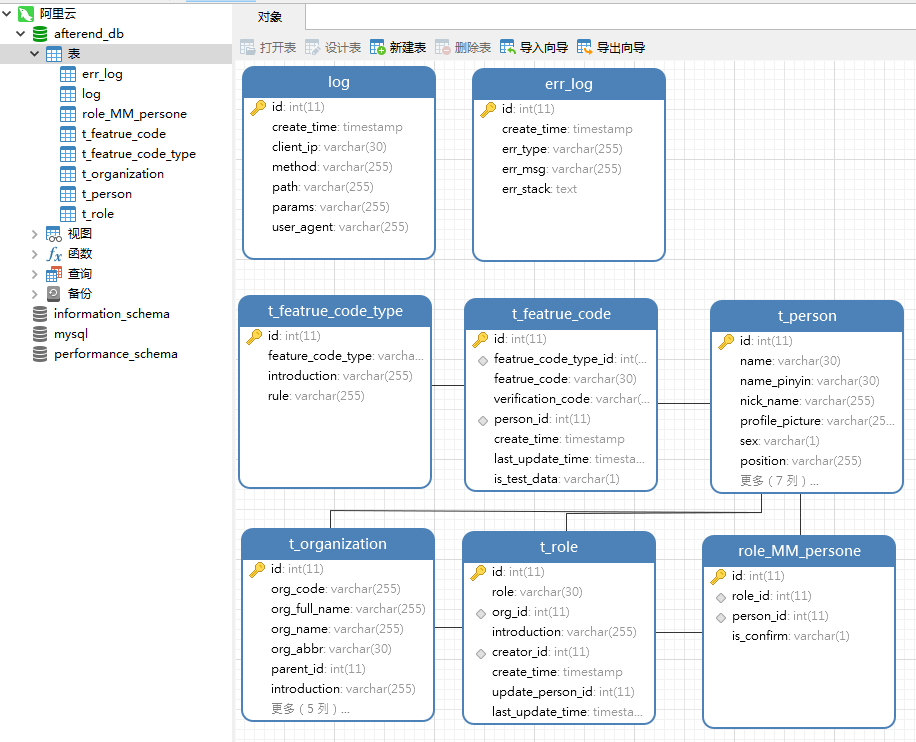 阿里云
afterend_db
表
err_log
log
role_MM_persone
t_featrue_code
t_featrue_code_type
t_organization
t_person
t_role
视图
函数
查询
备份
information_schema
mysql
performance_schema
对象
打开表 设计表 新建表 删除表 导入向导 导出向导
log
id: int(11)
create_time: timestamp
client_ip: varchar(30)
method: varchar(255)
path: varchar(255)
params: varchar(255)
user_agent: varchar(255)
err_log
id: int(11)
create_time: timestamp
err_type: varchar(255)
err_msg: varchar(255)
err_stack: text
t_featrue_code_type
id: int(11)
feature_code_type: varcha...
introduction: varchar(255)
rule: varchar(255)
t_featrue_code
id: int(11)
featrue_code_type_id: int(...
featrue_code: varchar(30)
verification_code: varchar(...
person_id: int(11)
create_time: timestamp
last_update_time: timesta...
is_test_data: varchar(1)
t_person
id: int(11)
name: varchar(30)
name_pinyin: varchar(30)
nick_name: varchar(255)
profile_picture: varchar(25...
sex: varchar(1)
position: varchar(255)
更多（7 列）...
t_organization
id: int(11)
org_code: varchar(255)
org_full_name: varchar(255)
org_name: varchar(255)
org_abbr: varchar(30)
parent_id: int(11)
introduction: varchar(255)
更多（5 列）...
t_role
id: int(11)
role: varchar(30)
org_id: int(11)
introduction: varchar(255)
creator_id: int(11)
create_time: timestamp
update_person_id: int(11)
last_update_time: timesta...
role_MM_persone
id: int(11)
role_id: int(11)
person_id: int(11)
is_confirm: varchar(1)